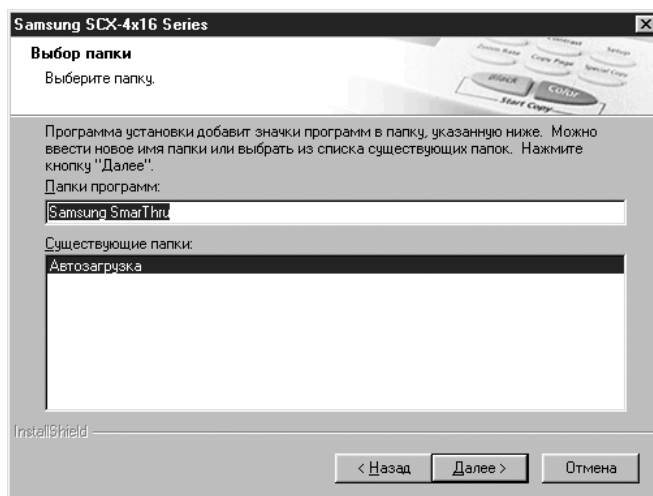 Samsung SCX-4x16 Series
Выбор папки
Выберите папку.
Zoom Rate
Contrast
Copy Page
Setup
Special Copy
Black
Color
Start Copy
Программа установки добавит значки программ в папку, указанную ниже. Можно
ввести новое имя папки или выбрать из списка существующих папок. Нажмите
кнопку "Далее".
Папки программ:
Samsung SmarThru
Существующие папки:
Автозагрузка
InstallShield
< Назад
Далее >
Отмена